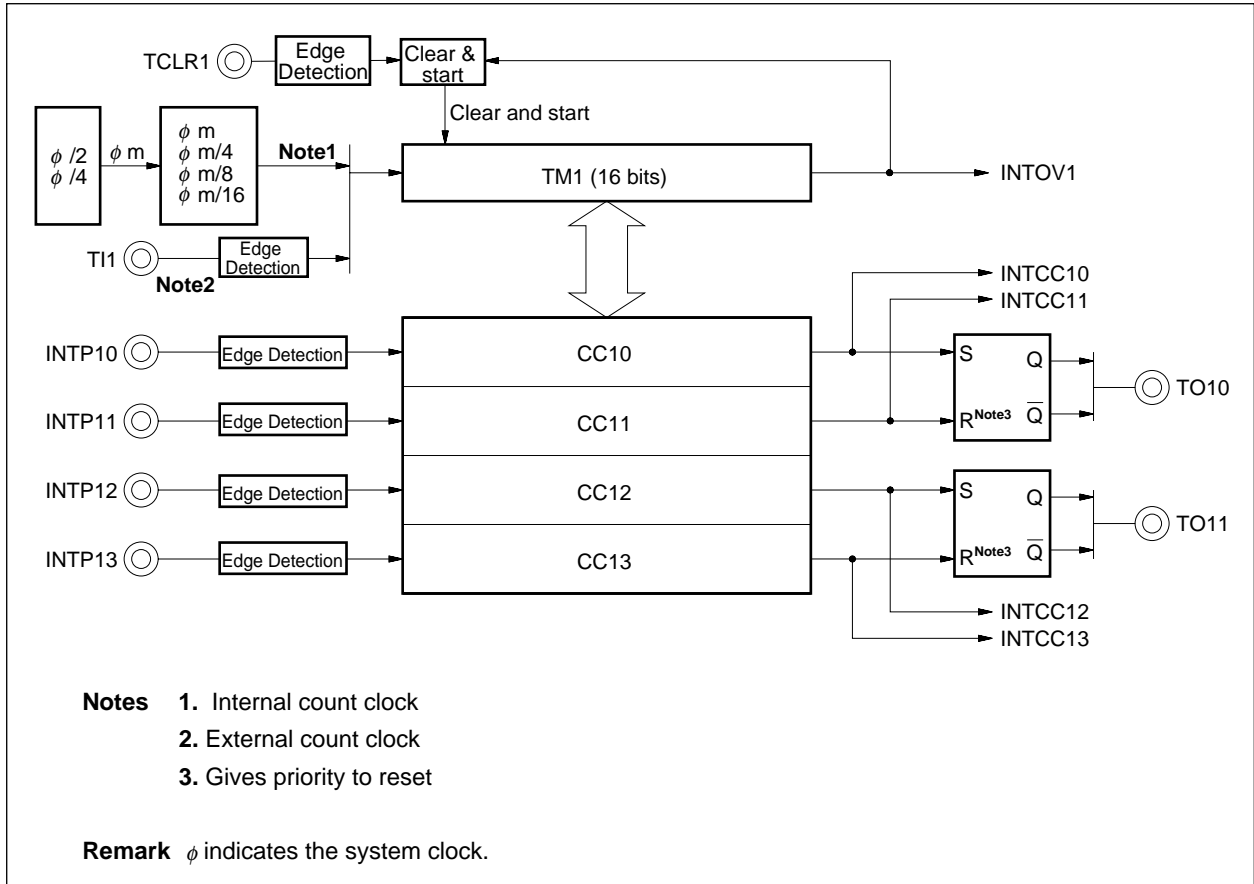 TCLR1
Edge
Detection
Clear &
start
Clear and start
φ /2
φ /4
φ m
φ m
φ m/4
φ m/8
φ m/16
Note1
TM1 (16 bits)
INTOV1
TI1
Note2
Edge
Detection
INTCC10
INTCC11
INTP10
Edge Detection
CC10
S
Q
R Note3
Q̅
TO10
INTP11
Edge Detection
CC11
INTP12
Edge Detection
CC12
S
Q
R Note3
Q̅
TO11
INTP13
Edge Detection
CC13
INTCC12
INTCC13
Notes 1. Internal count clock
2. External count clock
3. Gives priority to reset
Remark φ indicates the system clock.